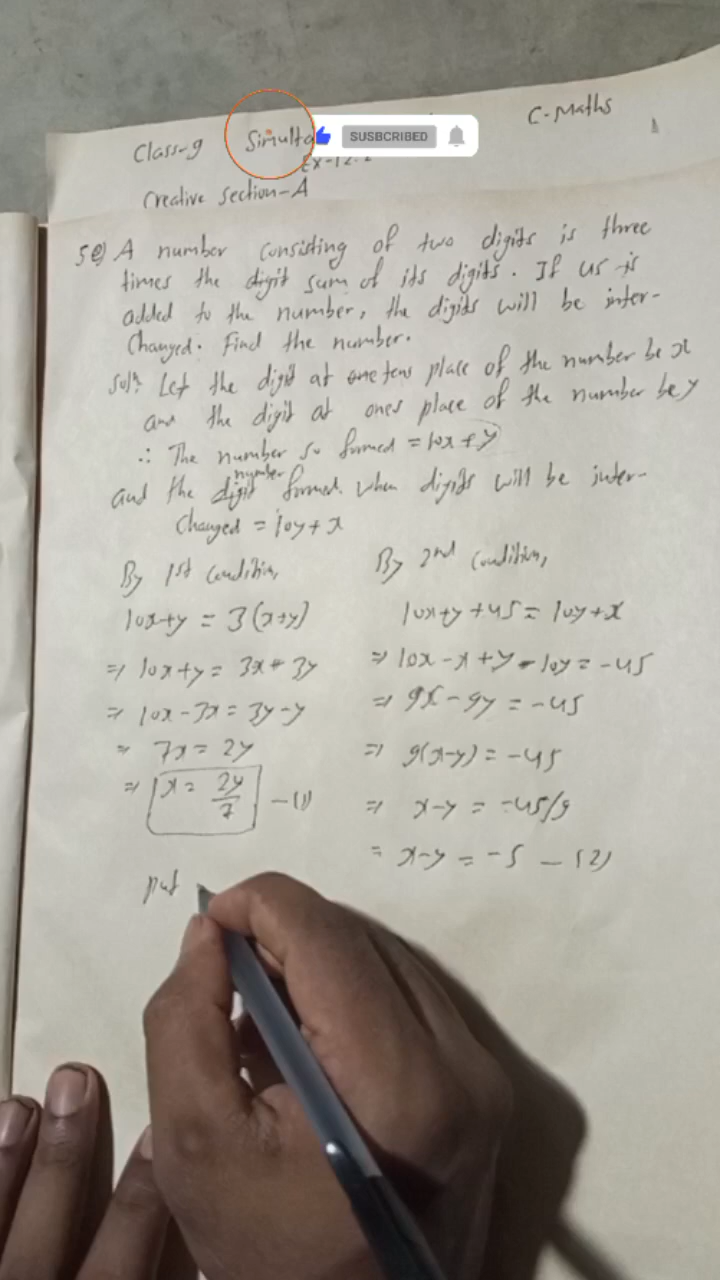 C-Maths
Class-9 Simulta
SUSBCRIBED
Ex-12.2
Creative section-A
5e) A number consisting of two digits is three
times the digit sum of its digits. If 45 is
added to the number, the digits will be inter-
changed. Find the number.
Solⁿ: Let the digit at one tens place of the number be x
and the digit at ones place of the number be y
∴ The number so formed = 10x + y
number
and the digit formed when digits will be inter-
changed = 10y + x
By 1st condition,
10x+y = 3(x+y)
⇒ 10x+y = 3x + 3y
⇒ 10x - 3x = 3y - y
= 7x = 2y
⇒ x = 2y/7 - (1)
put
By 2nd condition,
10x+y + 45 = 10y + x
⇒ 10x - x + y - 10y = -45
⇒ 9x - 9y = -45
⇒ 9(x-y) = -45
⇒ x-y = -45/9
= x-y = -5 - (2)